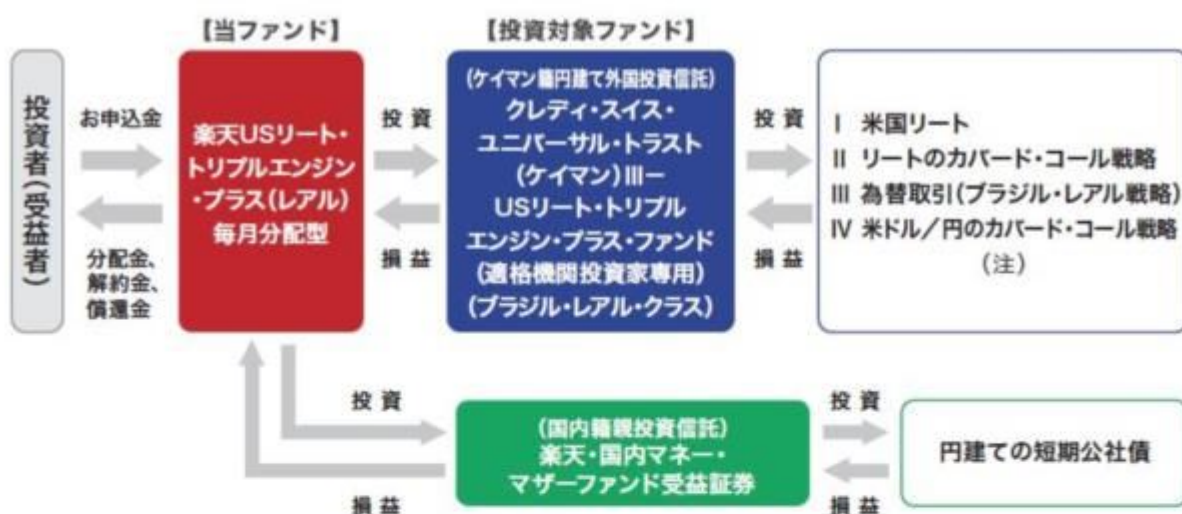 【当ファンド】
【投資対象ファンド】
投資者(受益者)
お申込金
分配金、
解約金、
償還金
楽天USリート・
トリプルエンジン
・プラス(レアル)
毎月分配型
投資
損益
(ケイマン籍円建て外国投資信託)
クレディ・スイス・
ユニバーサル・トラスト
(ケイマン)Ⅲ－
USリート・トリプル
エンジン・プラス・ファンド
(適格機関投資家専用)
(ブラジル・レアル・クラス)
投資
損益
Ⅰ 米国リート
Ⅱ リートのカバード・コール戦略
Ⅲ 為替取引(ブラジル・レアル戦略)
Ⅳ 米ドル／円のカバード・コール戦略
(注)
投資
損益
(国内籍親投資信託)
楽天・国内マネー・
マザーファンド受益証券
投資
損益
円建ての短期公社債